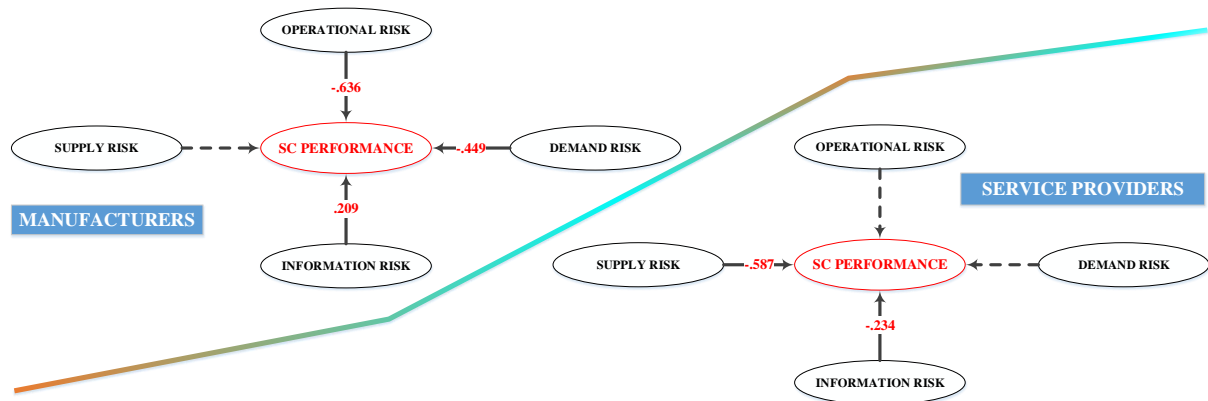 OPERATIONAL RISK
-.636
SUPPLY RISK
SC PERFORMANCE
-.449
DEMAND RISK
MANUFACTURERS
.209
INFORMATION RISK
OPERATIONAL RISK
SERVICE PROVIDERS
SUPPLY RISK
-.587
SC PERFORMANCE
DEMAND RISK
-.234
INFORMATION RISK